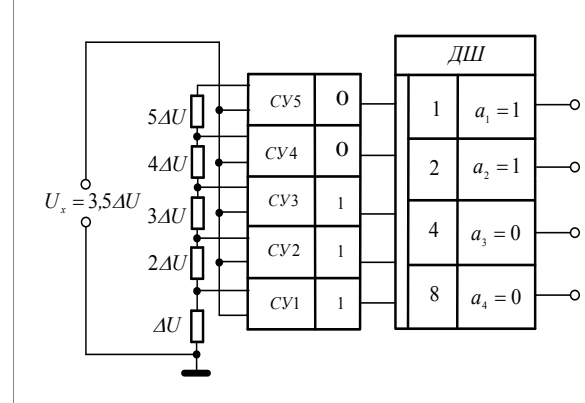 ДШ
5ΔU
СУ5 0
1 a₁ = 1
4ΔU
СУ4 0
2 a₂ = 1
Uₓ = 3,5ΔU
3ΔU
СУ3 1
4 a₃ = 0
2ΔU
СУ2 1
8 a₄ = 0
ΔU
СУ1 1